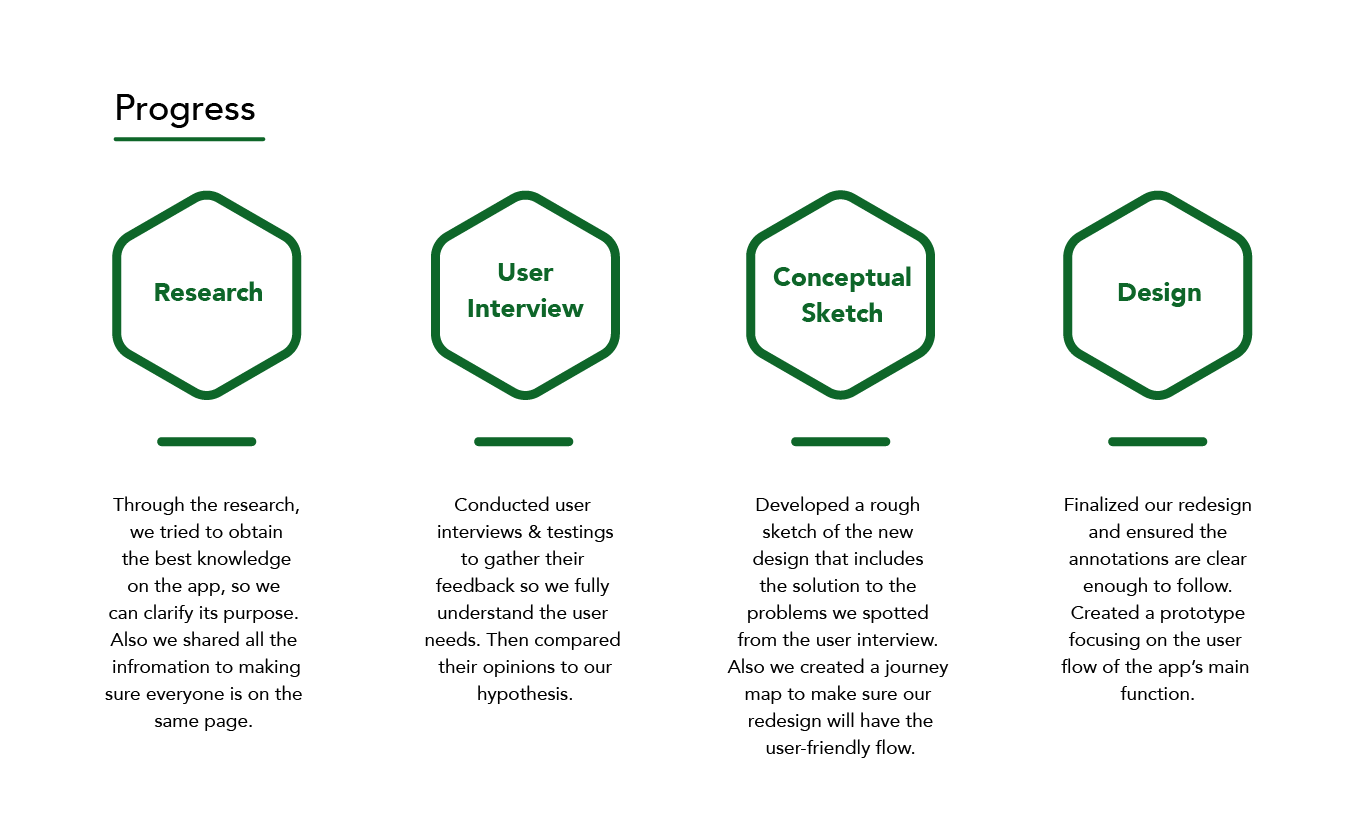 Progress
Research
User
Interview
Conceptual
Sketch
Design
Through the research,
we tried to obtain
the best knowledge
on the app, so we
can clarify its purpose.
Also we shared all the
infromation to making
sure everyone is on the
same page.
Conducted user
interviews & testings
to gather their
feedback so we fully
understand the user
needs. Then compared
their opinions to our
hypothesis.
Developed a rough
sketch of the new
design that includes
the solution to the
problems we spotted
from the user interview.
Also we created a journey
map to make sure our
redesign will have the
user-friendly flow.
Finalized our redesign
and ensured the
annotations are clear
enough to follow.
Created a prototype
focusing on the user
flow of the app’s main
function.